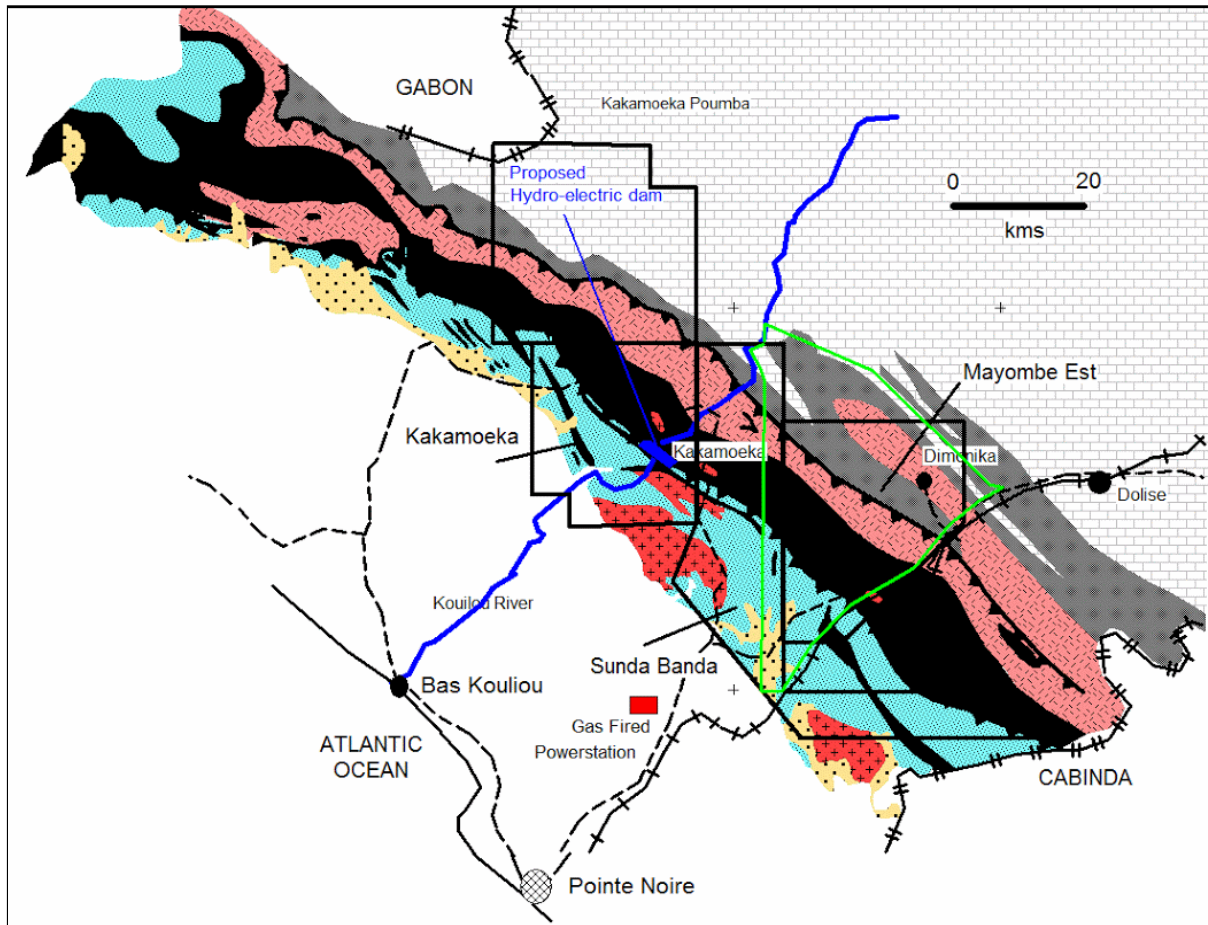 GABON
Kakamoeka Poumba
Proposed
Hydro-electric dam
0 20
kms
Mayombe Est
Kakamoeka
Kakamoeka
Dimonika
Dolise
Kouilou River
Sunda Banda
Bas Kouliou
Gas Fired
Powerstation
ATLANTIC
OCEAN
CABINDA
Pointe Noire